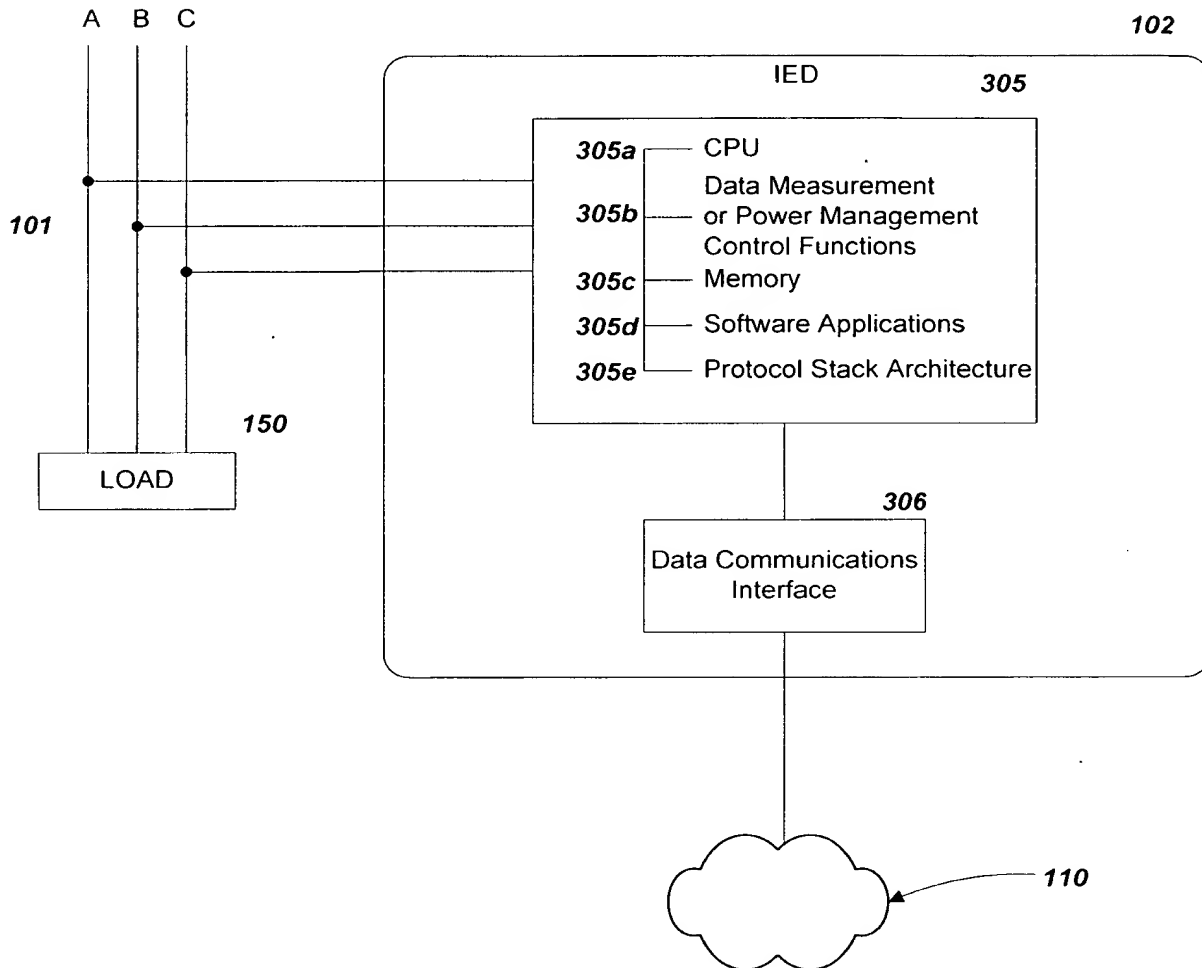 A B C
102
IED
305
305a CPU
Data Measurement
305b or Power Management
Control Functions
101
305c Memory
305d Software Applications
305e Protocol Stack Architecture
150
LOAD
306
Data Communications
Interface
110